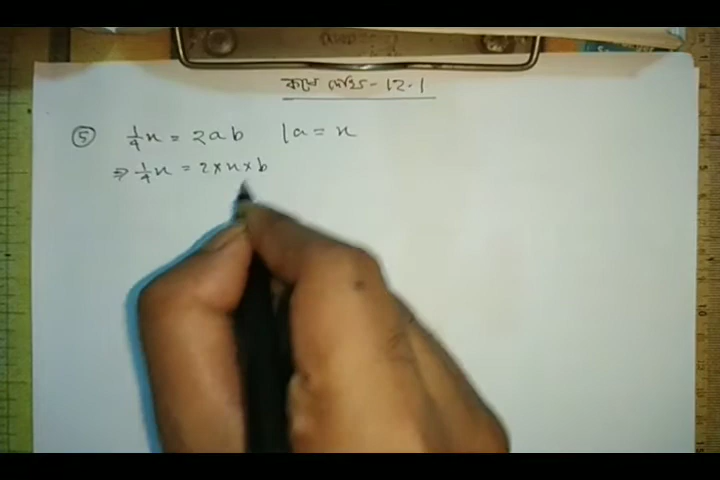 কষে দেখি - 12.1
⑤ 1/4 x = 2ab | a = x
⇒ 1/4 x = 2 × x × b